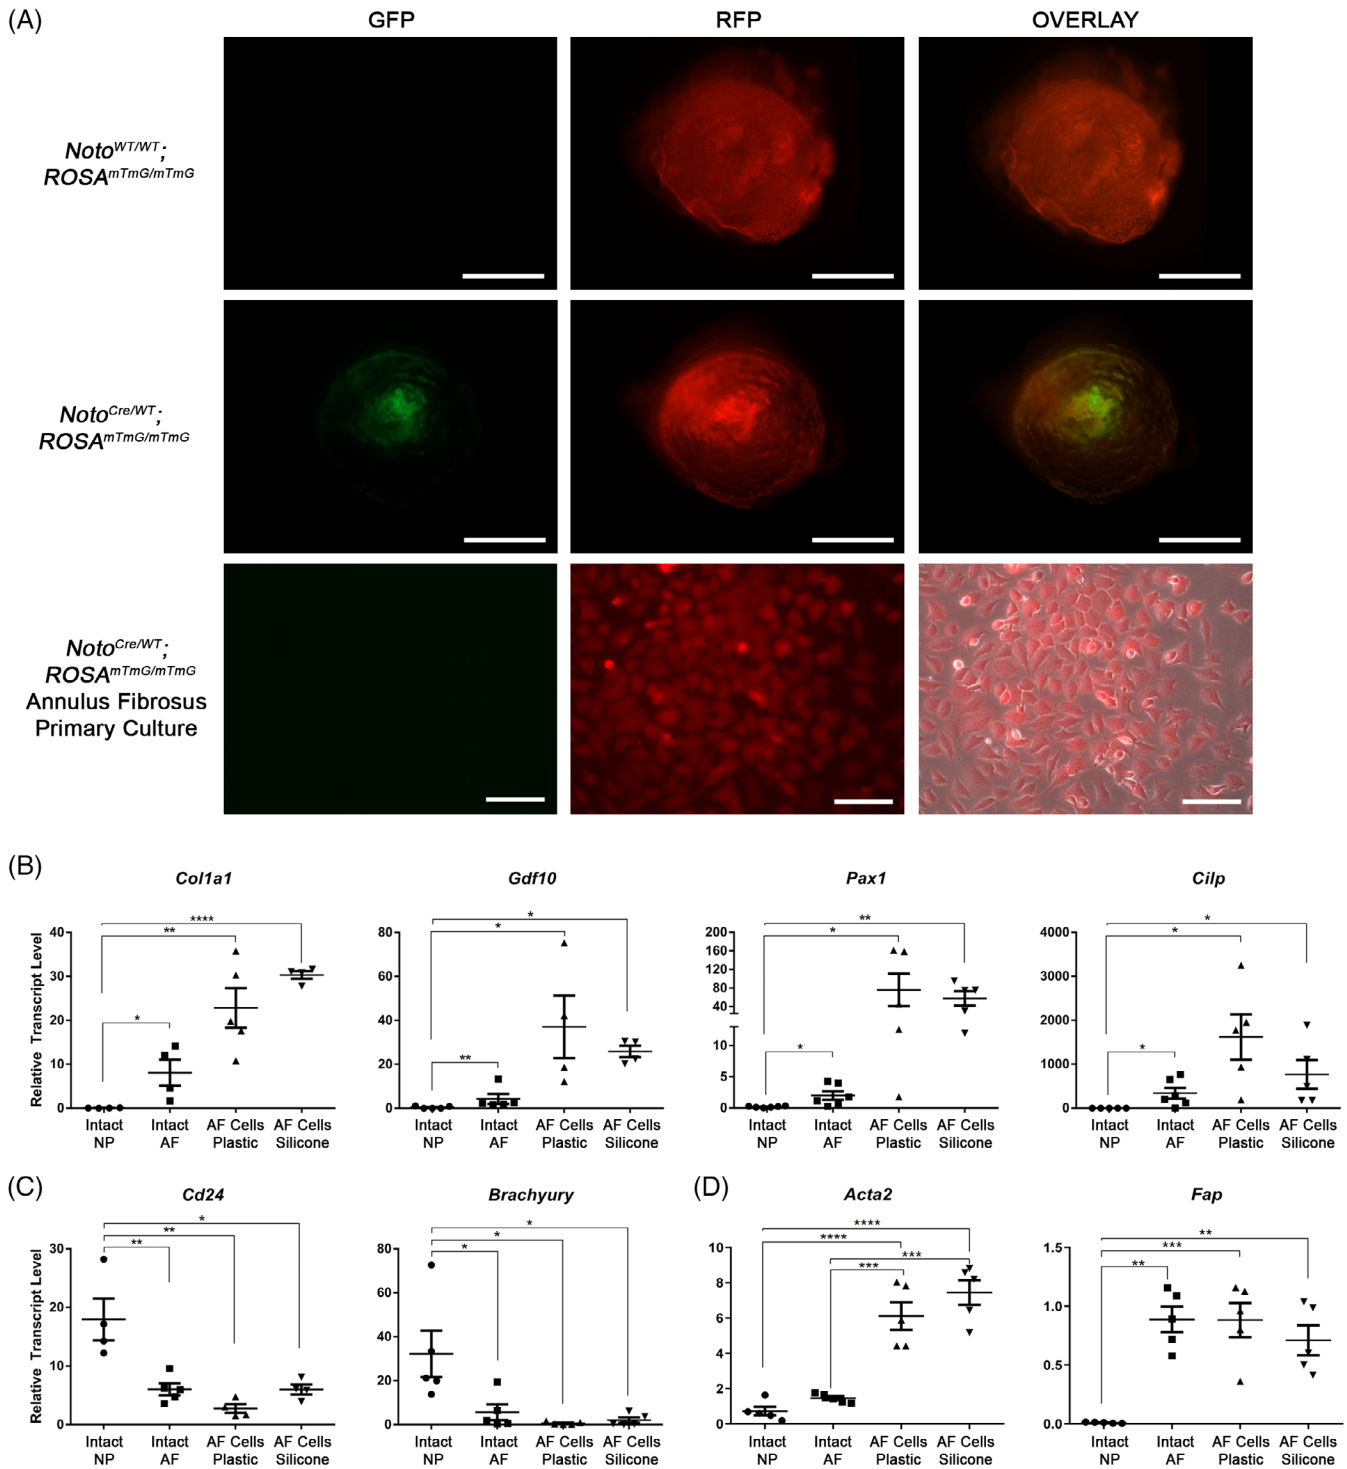 (A)
GFP RFP OVERLAY
Noto^WT/WT;
ROSA^mTmG/mTmG
Noto^Cre/WT;
ROSA^mTmG/mTmG
Noto^Cre/WT;
ROSA^mTmG/mTmG
Annulus Fibrosus
Primary Culture
(B)
Col1a1
Relative Transcript Level
40
30
20
10
0
****
**
*
Intact NP
Intact AF
AF Cells Plastic
AF Cells Silicone
Gdf10
80
60
40
20
0
*
*
**
Intact NP
Intact AF
AF Cells Plastic
AF Cells Silicone
Pax1
200
160
120
80
40
10
5
0
**
*
*
Intact NP
Intact AF
AF Cells Plastic
AF Cells Silicone
Cilp
4000
3000
2000
1000
0
*
*
*
Intact NP
Intact AF
AF Cells Plastic
AF Cells Silicone
(C)
Cd24
Relative Transcript Level
30
20
10
0
*
**
**
Intact NP
Intact AF
AF Cells Plastic
AF Cells Silicone
Brachyury
80
60
40
20
0
*
*
*
Intact NP
Intact AF
AF Cells Plastic
AF Cells Silicone
(D)
Acta2
10
8
6
4
2
0
****
****
***
***
Intact NP
Intact AF
AF Cells Plastic
AF Cells Silicone
Fap
1.5
1.0
0.5
0.0
**
***
**
Intact NP
Intact AF
AF Cells Plastic
AF Cells Silicone